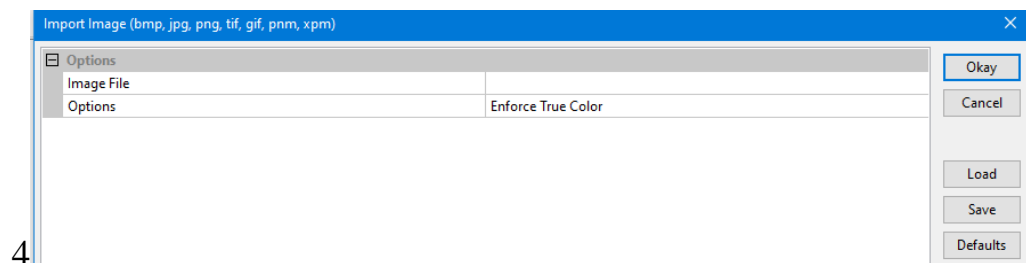 Import Image (bmp, jpg, png, tif, gif, pnm, xpm)
Options
Image File
Options Enforce True Color
Okay
Cancel
Load
Save
Defaults
4